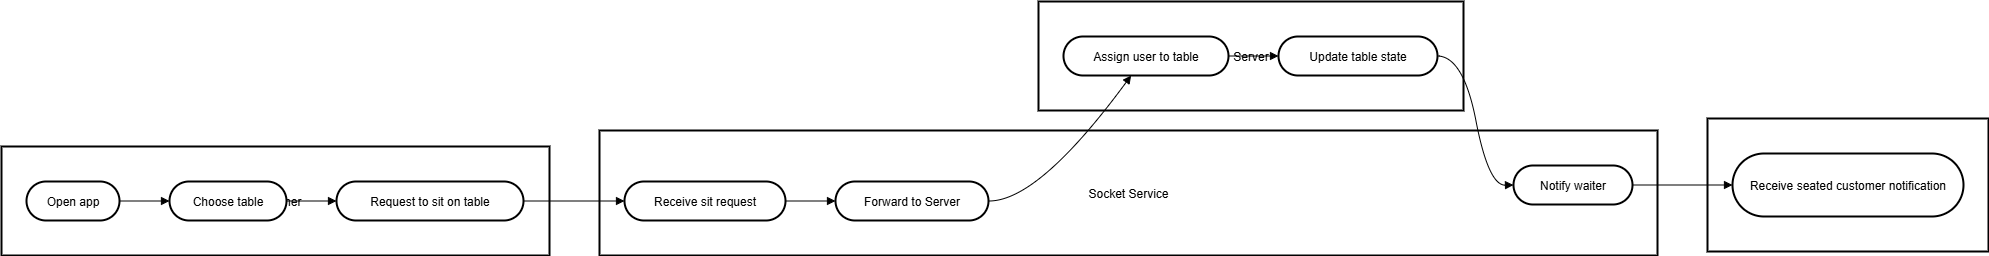 Assign user to table
Server
Update table state
Open app
Choose table
Request to sit on table
Receive sit request
Forward to Server
Socket Service
Notify waiter
Receive seated customer notification